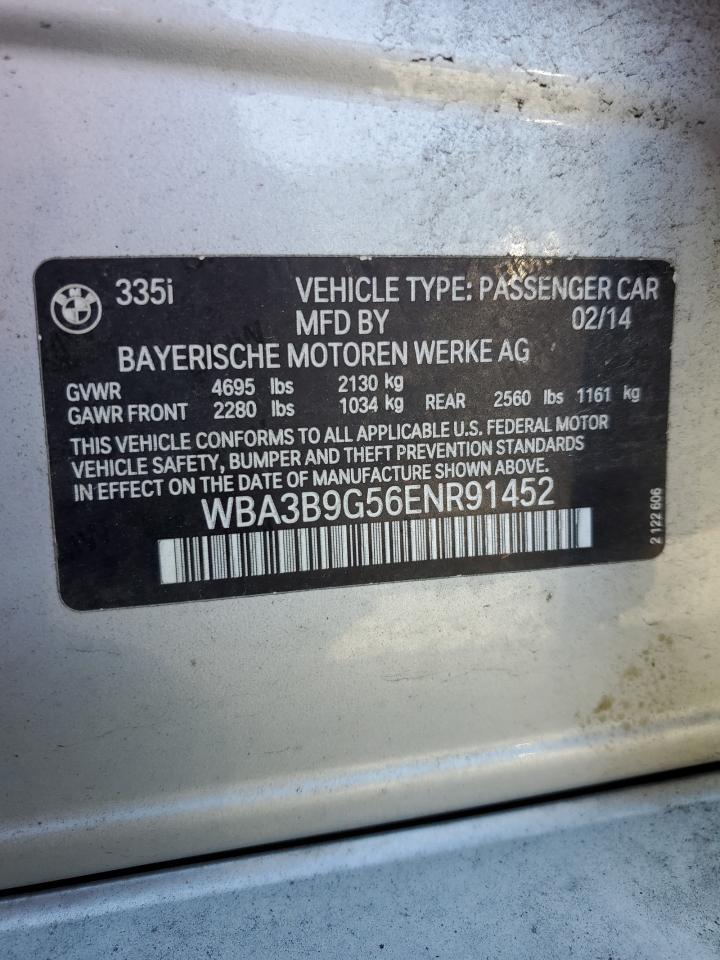 335i VEHICLE TYPE: PASSENGER CAR
MFD BY 02/14
BAYERISCHE MOTOREN WERKE AG
GVWR 4695 lbs 2130 kg
GAWR FRONT 2280 lbs 1034 kg REAR 2560 lbs 1161 kg
THIS VEHICLE CONFORMS TO ALL APPLICABLE U.S. FEDERAL MOTOR
VEHICLE SAFETY, BUMPER AND THEFT PREVENTION STANDARDS
IN EFFECT ON DATE OF MANUFACTURE SHOWN ABOVE.
WBA3B9G56ENR91452
2 122 606